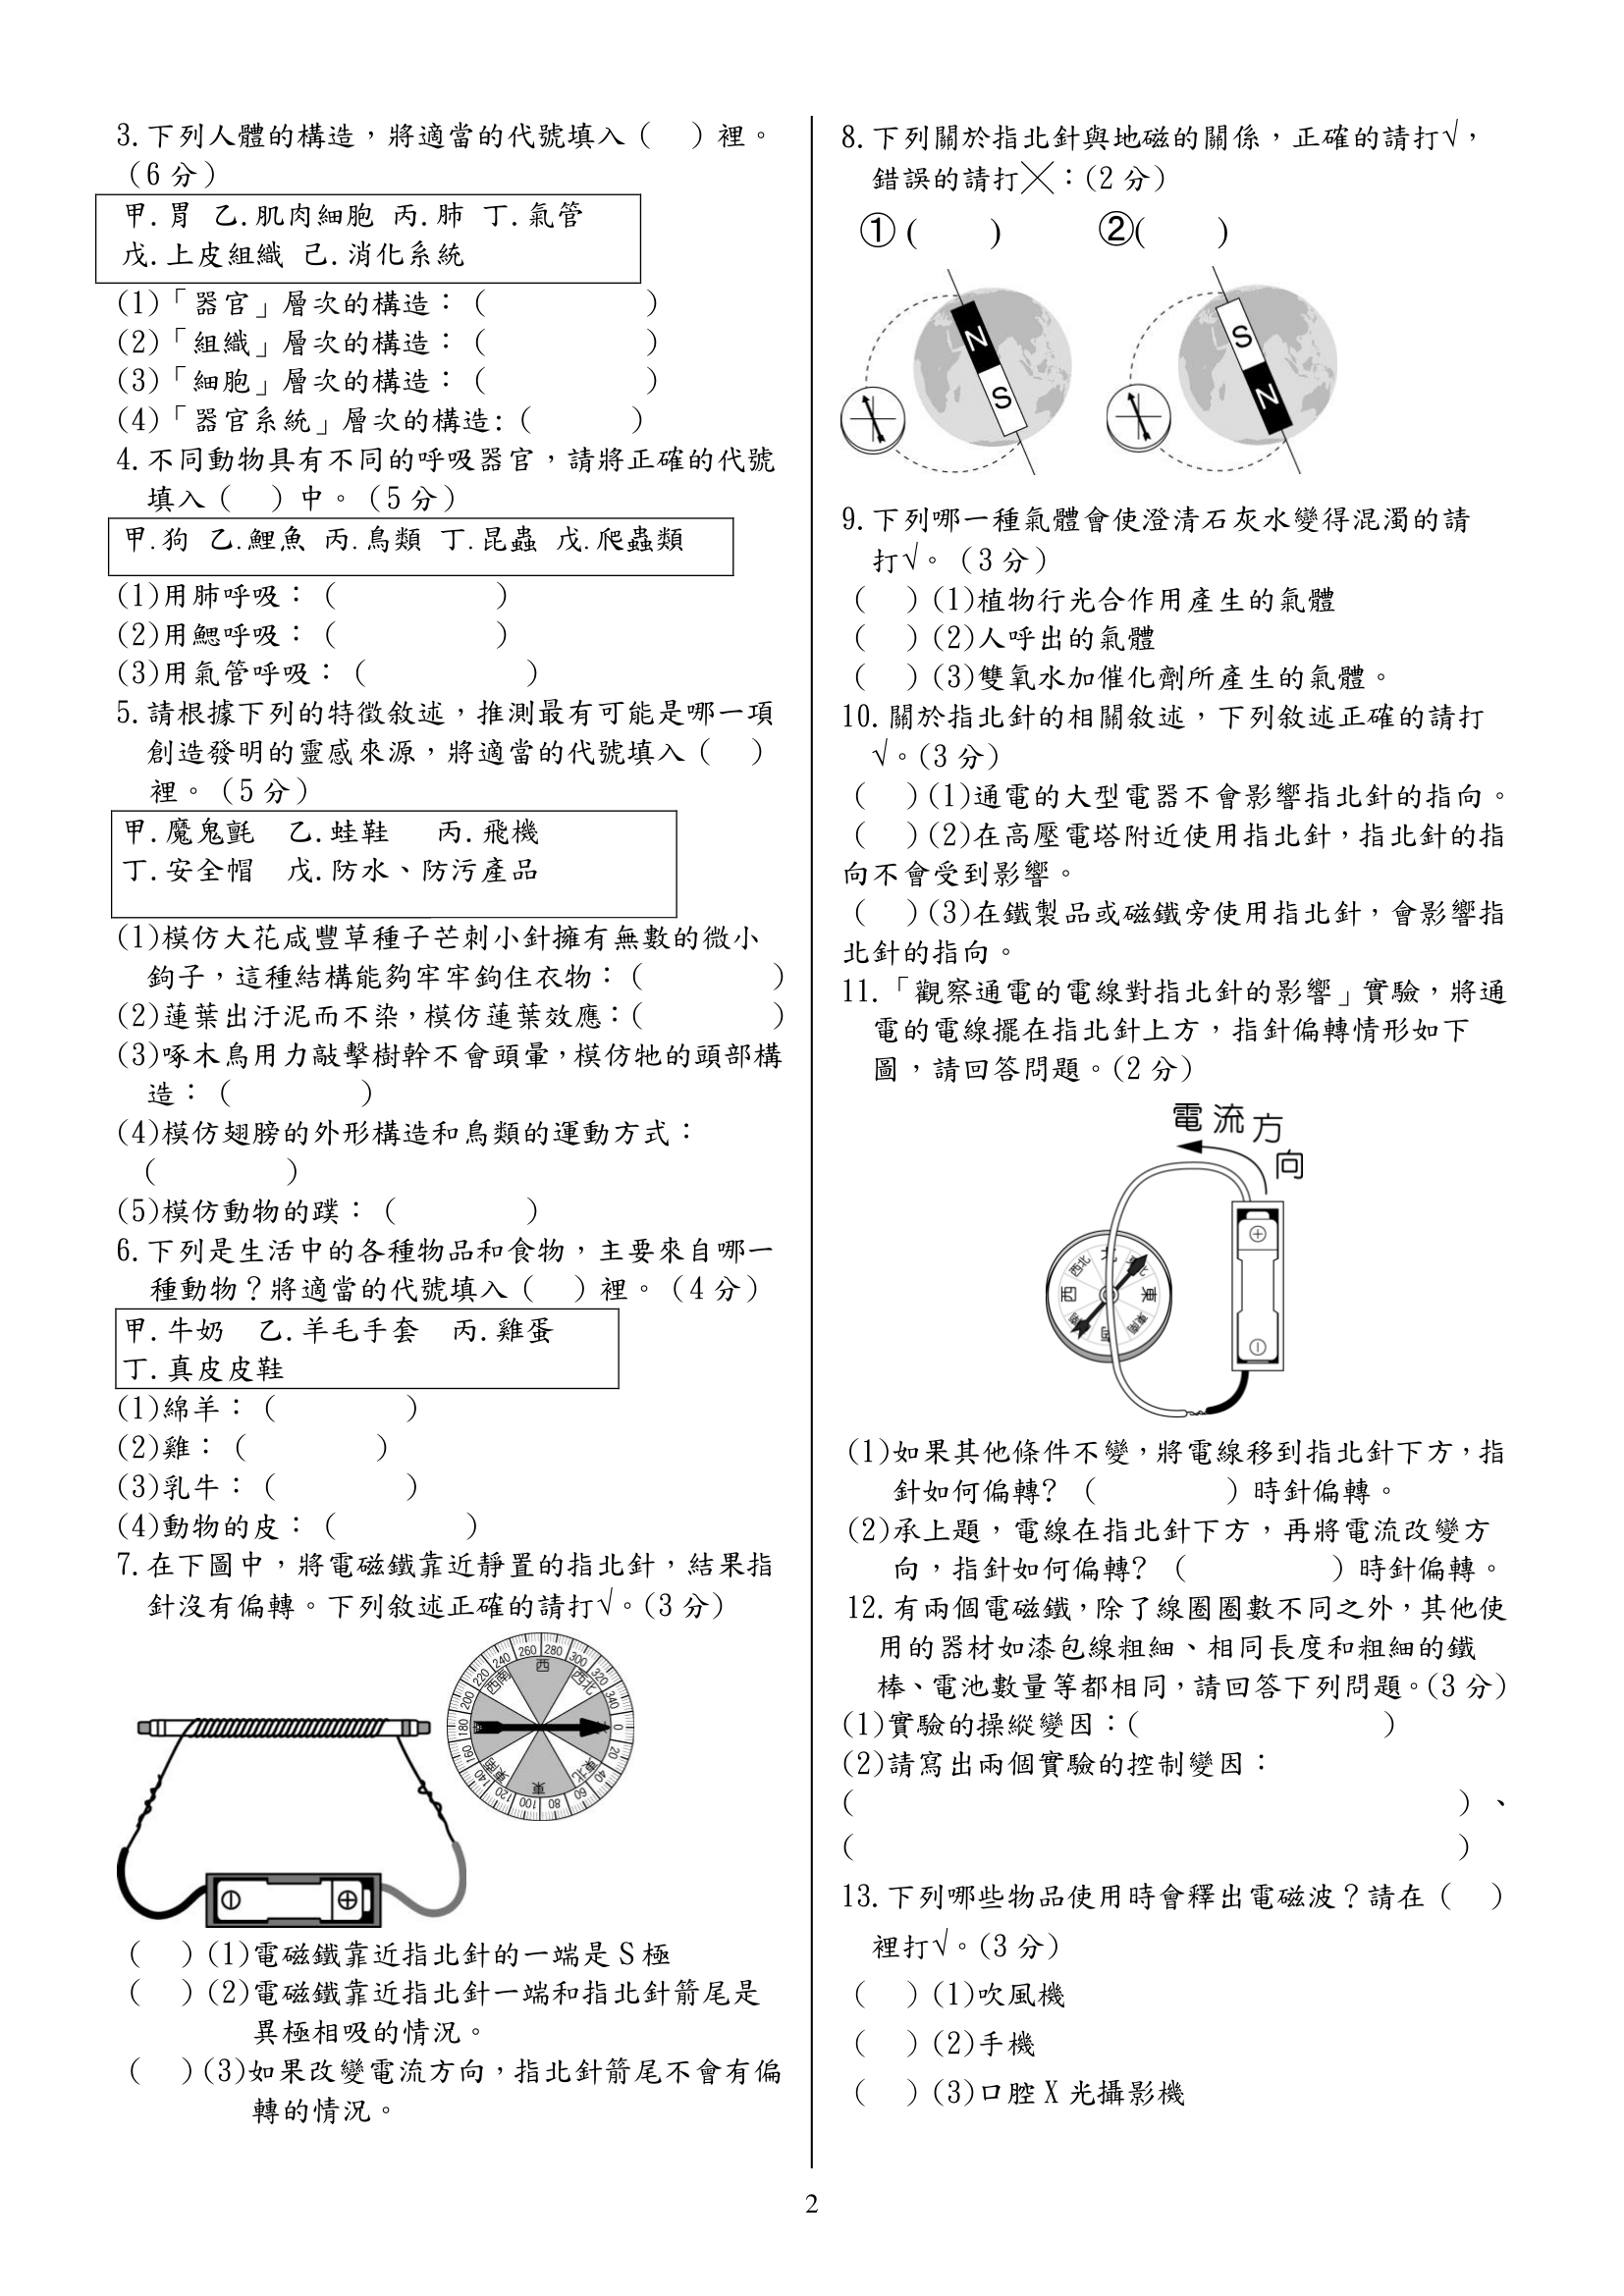 3.下列人體的構造，將適當的代號填入（　）裡。
（6 分）
甲.胃 乙.肌肉細胞 丙.肺 丁.氣管
戊.上皮組織 己.消化系統
(1)「器官」層次的構造：（　　　　　）
(2)「組織」層次的構造：（　　　　　）
(3)「細胞」層次的構造：（　　　　　）
(4)「器官系統」層次的構造:（　　　）
4.不同動物具有不同的呼吸器官，請將正確的代號
填入（　）中。（5 分）
甲.狗 乙.鯉魚 丙.鳥類 丁.昆蟲 戊.爬蟲類
(1)用肺呼吸：（　　　　　）
(2)用鰓呼吸：（　　　　　）
(3)用氣管呼吸：（　　　　　）
5.請根據下列的特徵敘述，推測最有可能是哪一項
創造發明的靈感來源，將適當的代號填入（　）
裡。（5 分）
甲.魔鬼氈　乙.蛙鞋　丙.飛機
丁.安全帽　戊.防水、防污產品
(1)模仿大花咸豐草種子芒刺小針擁有無數的微小
鉤子，這種結構能夠牢牢鉤住衣物：（　　　　）
(2)蓮葉出汙泥而不染，模仿蓮葉效應：（　　　　）
(3)啄木鳥用力敲擊樹幹不會頭暈，模仿牠的頭部構
造：（　　　　）
(4)模仿翅膀的外形構造和鳥類的運動方式：
（　　　　）
(5)模仿動物的蹼：（　　　　）
6.下列是生活中的各種物品和食物，主要來自哪一
種動物？將適當的代號填入（　）裡。（4 分）
甲.牛奶　乙.羊毛手套　丙.雞蛋
丁.真皮皮鞋
(1)綿羊：（　　　　）
(2)雞：（　　　　）
(3)乳牛：（　　　　）
(4)動物的皮：（　　　　）
7.在下圖中，將電磁鐵靠近靜置的指北針，結果指
針沒有偏轉。下列敘述正確的請打√。(3 分)
260 280 300 320 340 0 20 40 60 80 100 120 140 160 180 200 220 240
西 西北 東北 東 東南 西南
⊖ ⊕
（　）(1)電磁鐵靠近指北針的一端是 S 極
（　）(2)電磁鐵靠近指北針一端和指北針箭尾是
異極相吸的情況。
（　）(3)如果改變電流方向，指北針箭尾不會有偏
轉的情況。
8.下列關於指北針與地磁的關係，正確的請打√，
錯誤的請打╳：(2 分)
①(　　)　　②(　　)
N S
S N
9.下列哪一種氣體會使澄清石灰水變得混濁的請
打√。（3 分）
（　）(1)植物行光合作用產生的氣體
（　）(2)人呼出的氣體
（　）(3)雙氧水加催化劑所產生的氣體。
10.關於指北針的相關敘述，下列敘述正確的請打
√。(3 分)
（　）(1)通電的大型電器不會影響指北針的指向。
（　）(2)在高壓電塔附近使用指北針，指北針的指
向不會受到影響。
（　）(3)在鐵製品或磁鐵旁使用指北針，會影響指
北針的指向。
11.「觀察通電的電線對指北針的影響」實驗，將通
電的電線擺在指北針上方，指針偏轉情形如下
圖，請回答問題。(2 分)
電流方向
⊕
西北 北
西 東
東南
⊖
(1)如果其他條件不變，將電線移到指北針下方，指
針如何偏轉?（　　　　）時針偏轉。
(2)承上題，電線在指北針下方，再將電流改變方
向，指針如何偏轉?（　　　　　）時針偏轉。
12.有兩個電磁鐵，除了線圈圈數不同之外，其他使
用的器材如漆包線粗細、相同長度和粗細的鐵
棒、電池數量等都相同，請回答下列問題。(3 分)
(1)實驗的操縱變因：(　　　　　　　　)
(2)請寫出兩個實驗的控制變因：
(　　　　　　　　　　　　　　　　　　　　)、
(　　　　　　　　　　　　　　　　　　　　)
13.下列哪些物品使用時會釋出電磁波？請在（　）
裡打√。(3 分)
（　）(1)吹風機
（　）(2)手機
（　）(3)口腔 X 光攝影機
2